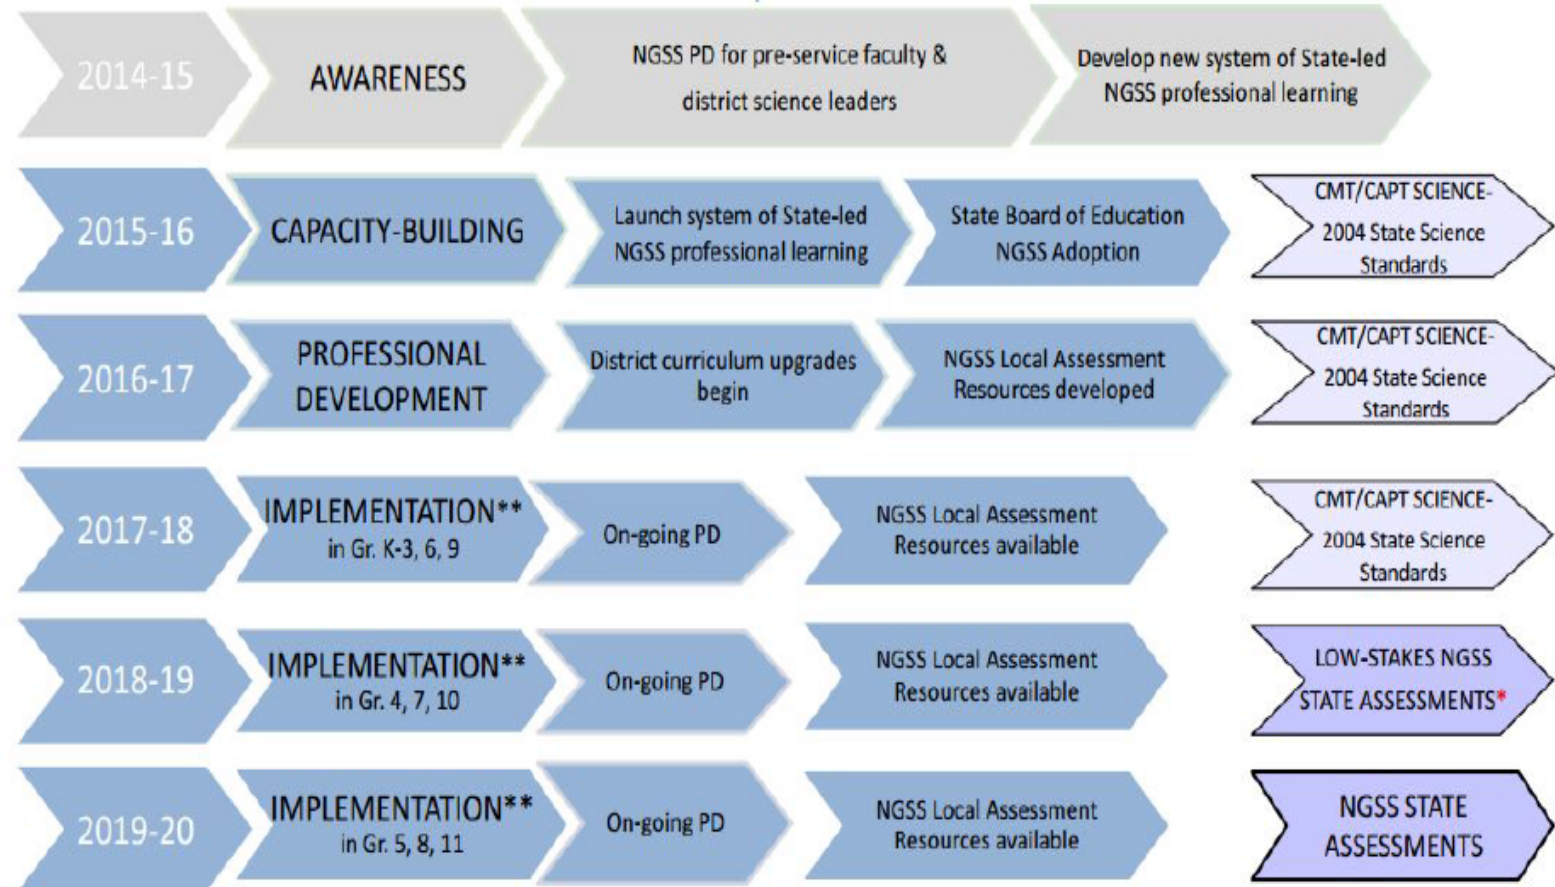 2014-15
AWARENESS
NGSS PD for pre-service faculty &
district science leaders
Develop new system of State-led
NGSS professional learning
2015-16
CAPACITY-BUILDING
Launch system of State-led
NGSS professional learning
State Board of Education
NGSS Adoption
CMT/CAPT SCIENCE-
2004 State Science
Standards
2016-17
PROFESSIONAL
DEVELOPMENT
District curriculum upgrades
begin
NGSS Local Assessment
Resources developed
CMT/CAPT SCIENCE-
2004 State Science
Standards
2017-18
IMPLEMENTATION**
in Gr. K-3, 6, 9
On-going PD
NGSS Local Assessment
Resources available
CMT/CAPT SCIENCE-
2004 State Science
Standards
2018-19
IMPLEMENTATION**
in Gr. 4, 7, 10
On-going PD
NGSS Local Assessment
Resources available
LOW-STAKES NGSS
STATE ASSESSMENTS*
2019-20
IMPLEMENTATION**
in Gr. 5, 8, 11
On-going PD
NGSS Local Assessment
Resources available
NGSS STATE
ASSESSMENTS